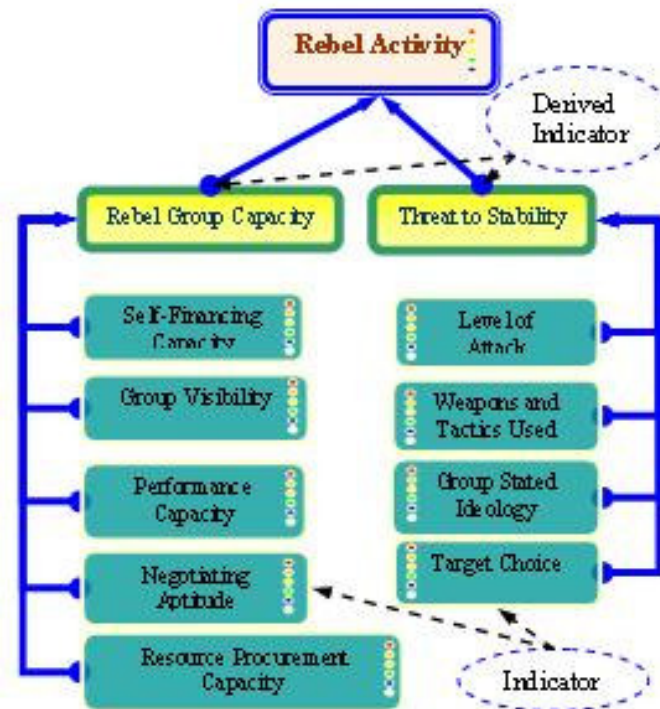 Rebel Activity
Derived
Indicator
Rebel Group Capacity
Threat to Stability
Self-Financing
Capacity
Group Visibility
Performance
Capacity
Negotiating
Aptitude
Resource Procurement
Capacity
Level of
Attack
Weapons and
Tactics Used
Group Stated
Ideology
Target Choice
Indicator